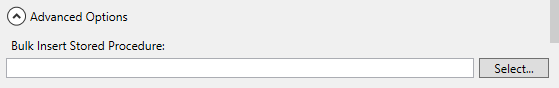 Advanced Options
Bulk Insert Stored Procedure:
Select...